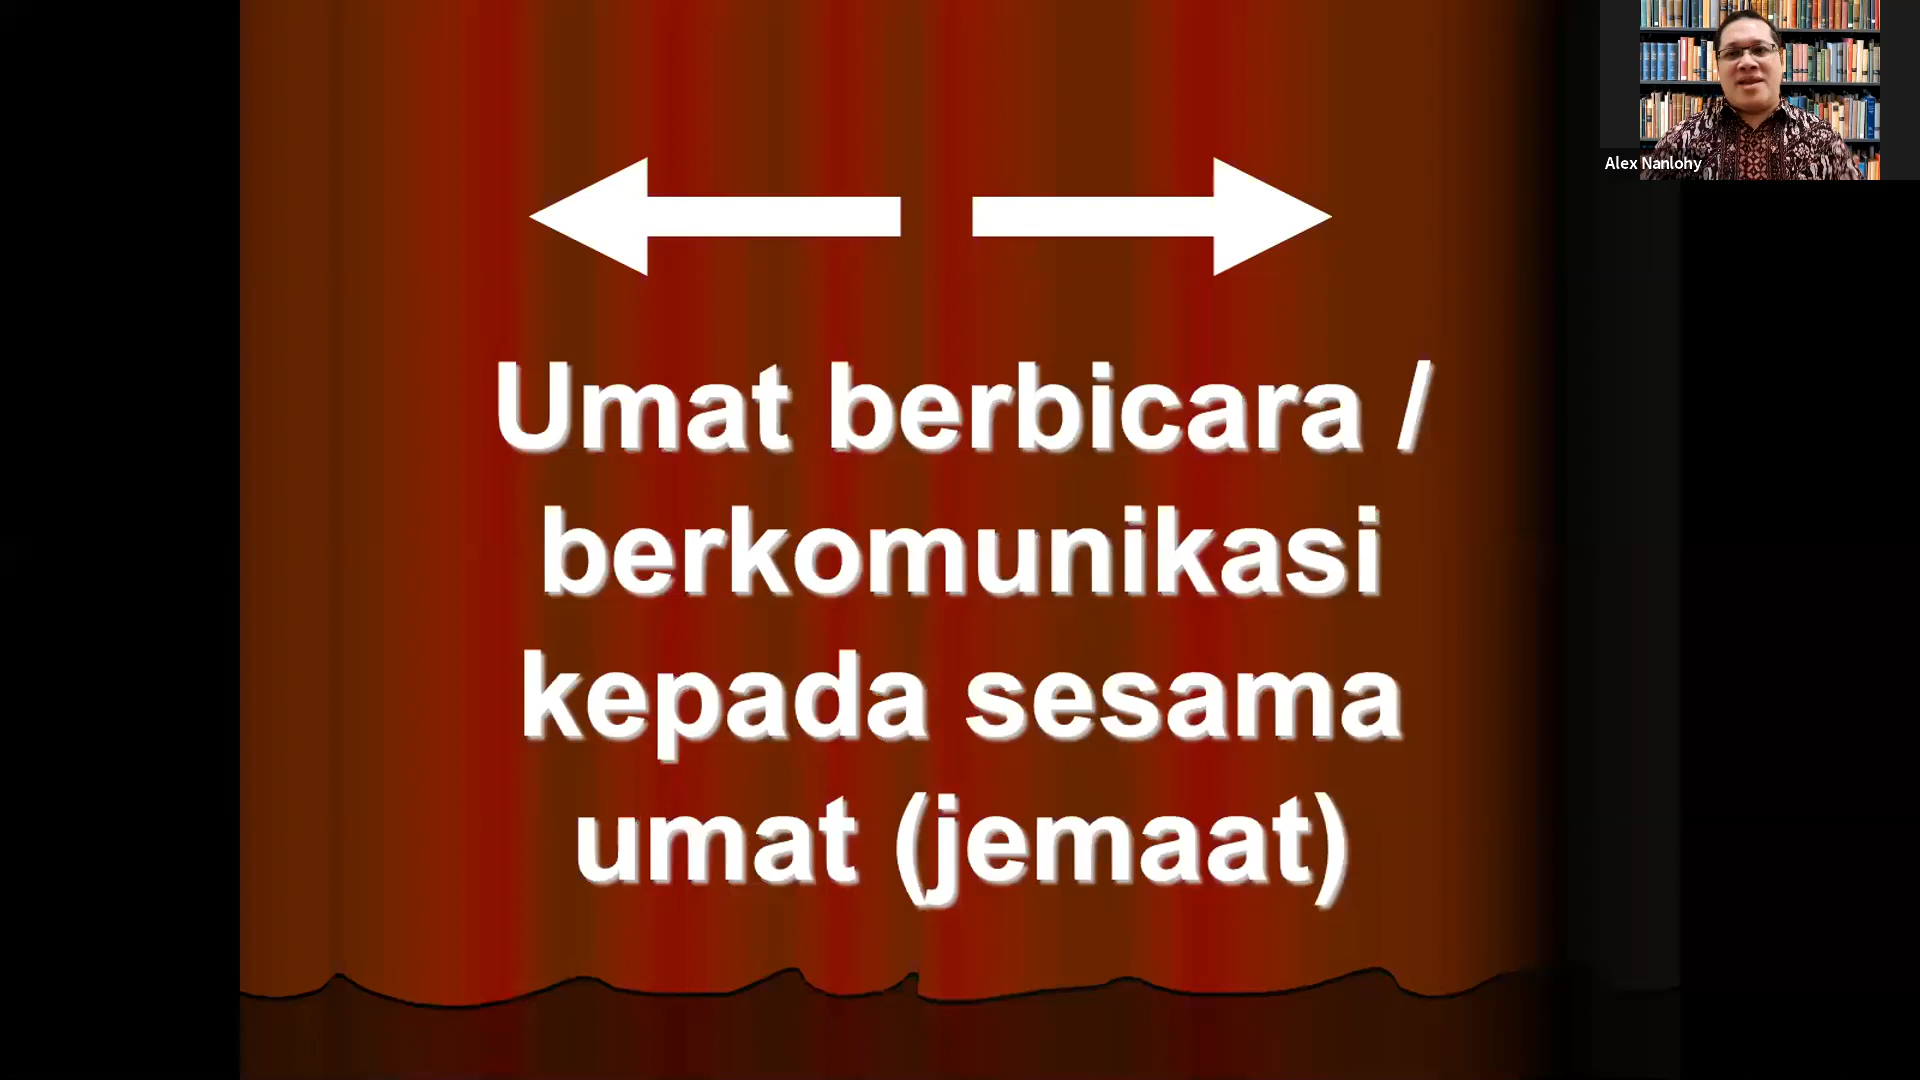 Alex Nanlohy
Umat berbicara /
berkomunikasi
kepada sesama
umat (jemaat)